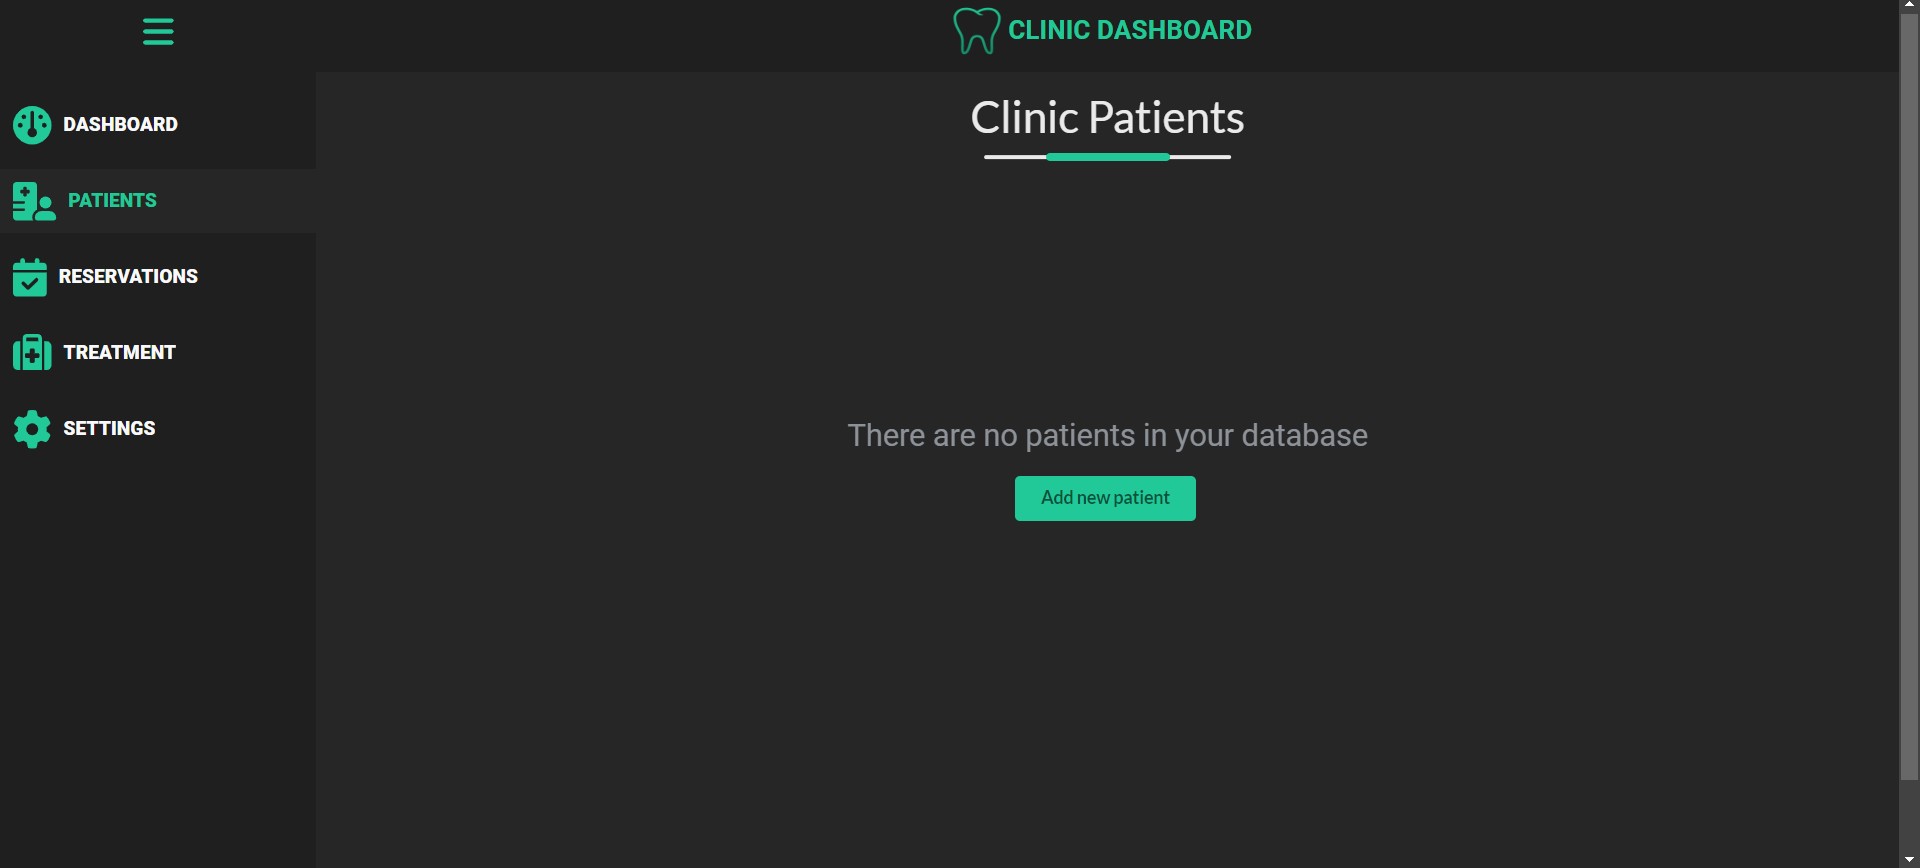 CLINIC DASHBOARD
DASHBOARD
PATIENTS
RESERVATIONS
TREATMENT
SETTINGS
Clinic Patients
There are no patients in your database
Add new patient